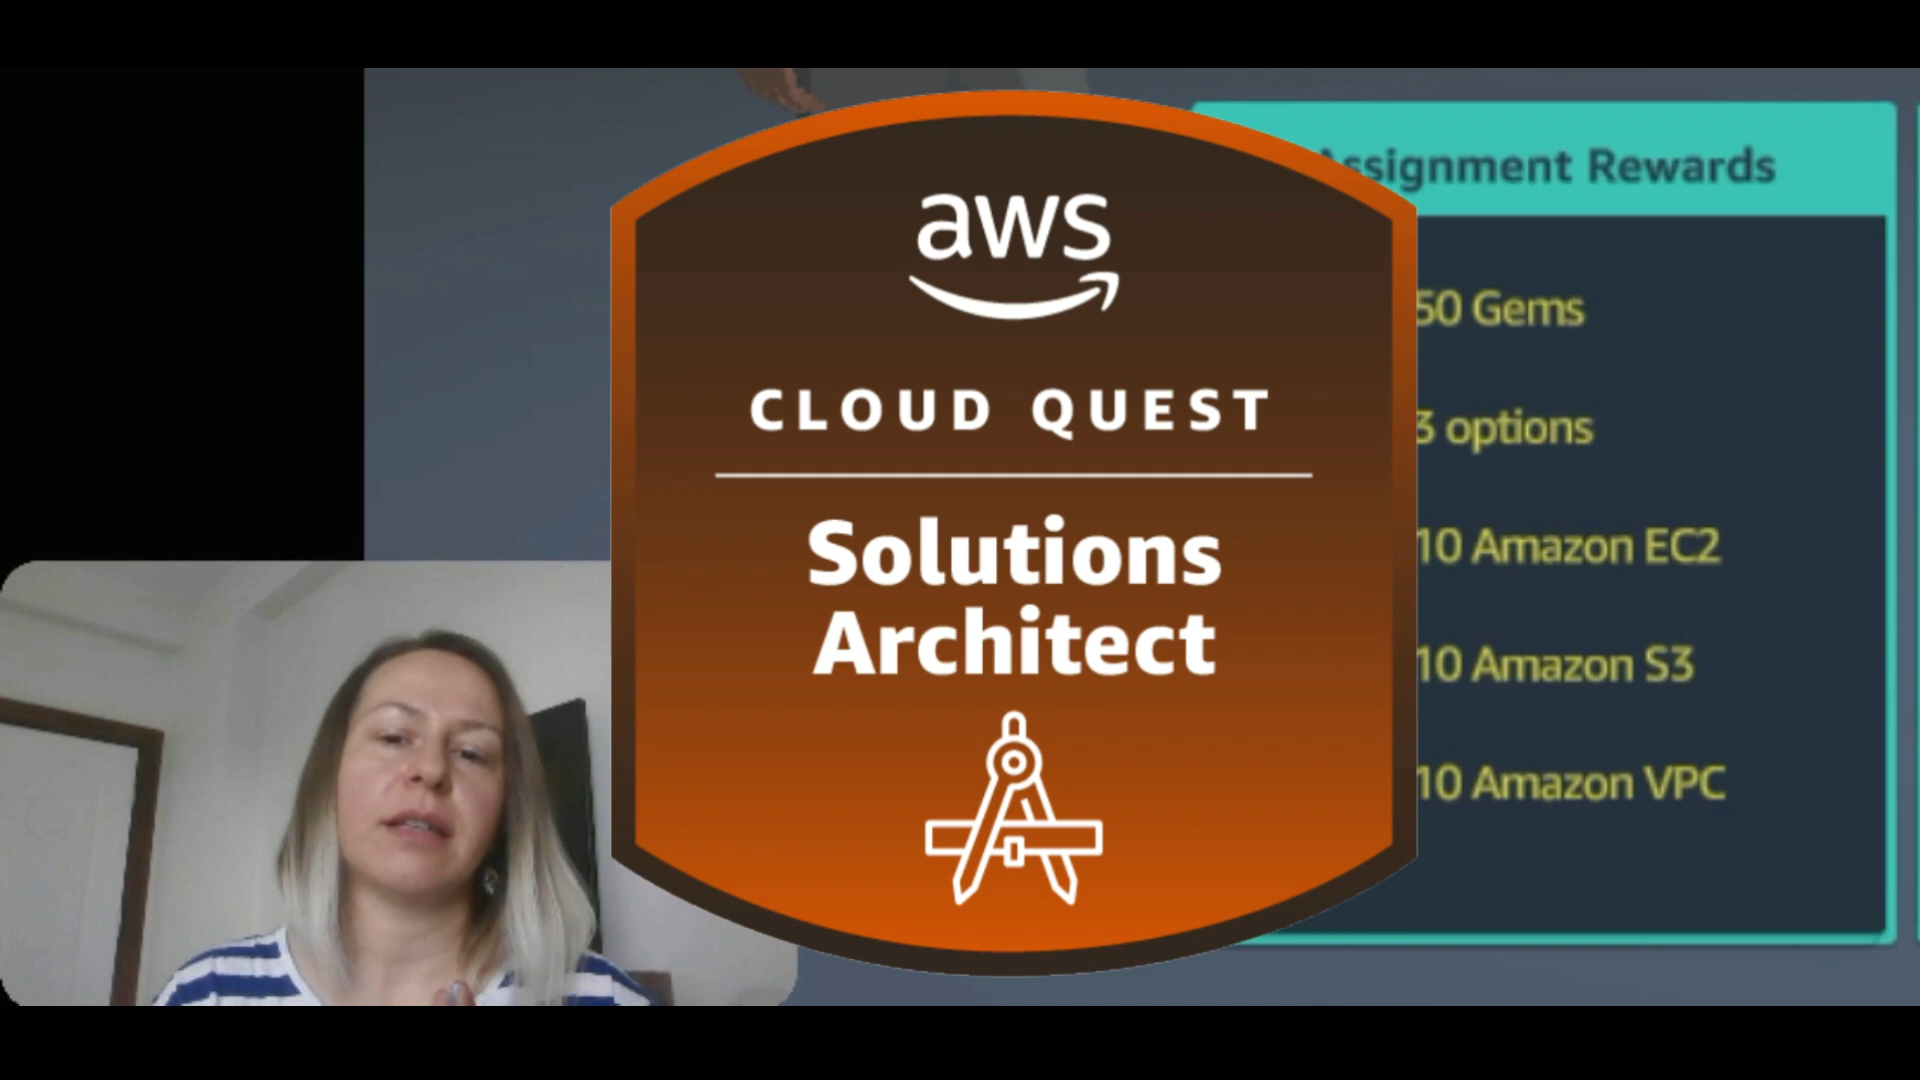 aws
CLOUD QUEST
Solutions
Architect
Assignment Rewards
50 Gems
3 options
10 Amazon EC2
10 Amazon S3
10 Amazon VPC